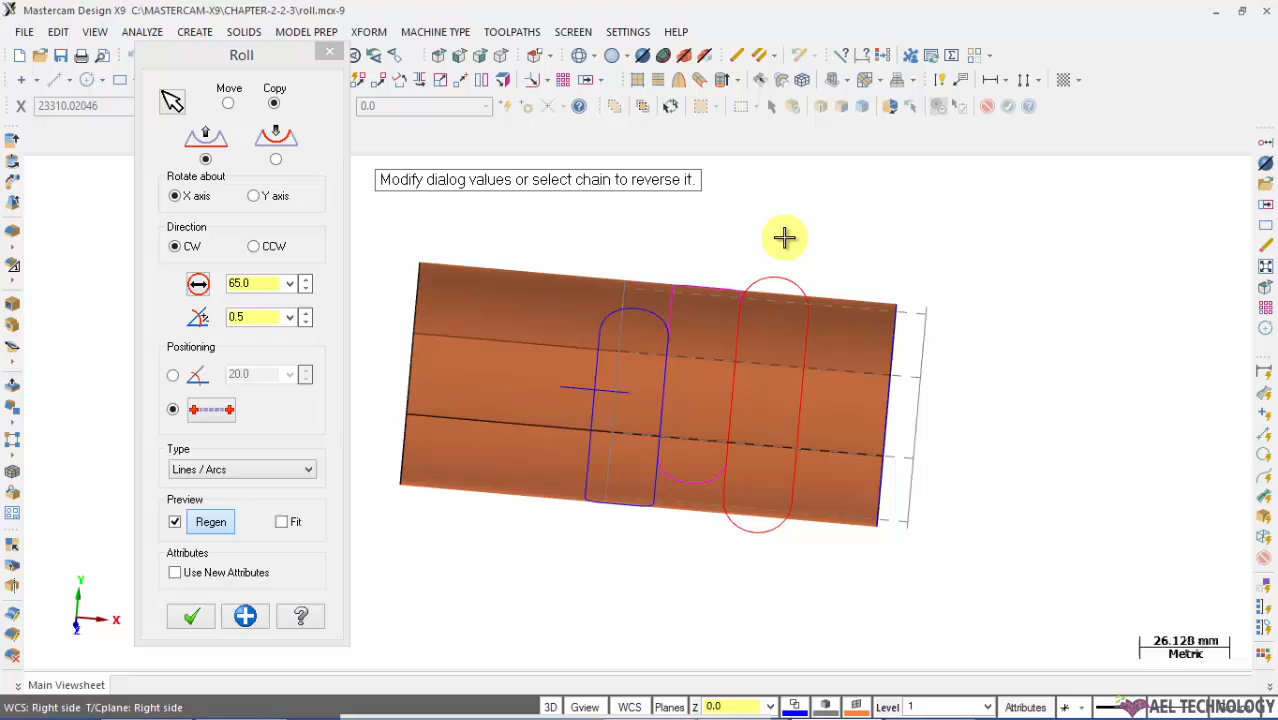 Mastercam Design X9 C:\MASTERCAM-X9\CHAPTER-2-2-3\roll.mcx-9
FILE EDIT VIEW ANALYZE CREATE SOLIDS MODEL PREP XFORM MACHINE TYPE TOOLPATHS SCREEN SETTINGS HELP
Roll
X 23310.02046
0.0
Move
Copy
Modify dialog values or select chain to reverse it.
Rotate about
X axis
Y axis
Direction
CW
CCW
65.0
0.5
Positioning
20.0
Type
Lines / Arcs
Preview
Regen
Fit
Attributes
Use New Attributes
Y
X
Z
26.128 mm
Metric
Main Viewsheet
WCS: Right side T/Cplane: Right side
3D Gview WCS Planes Z 0.0 Level 1 Attributes
AEL TECHNOLOGY